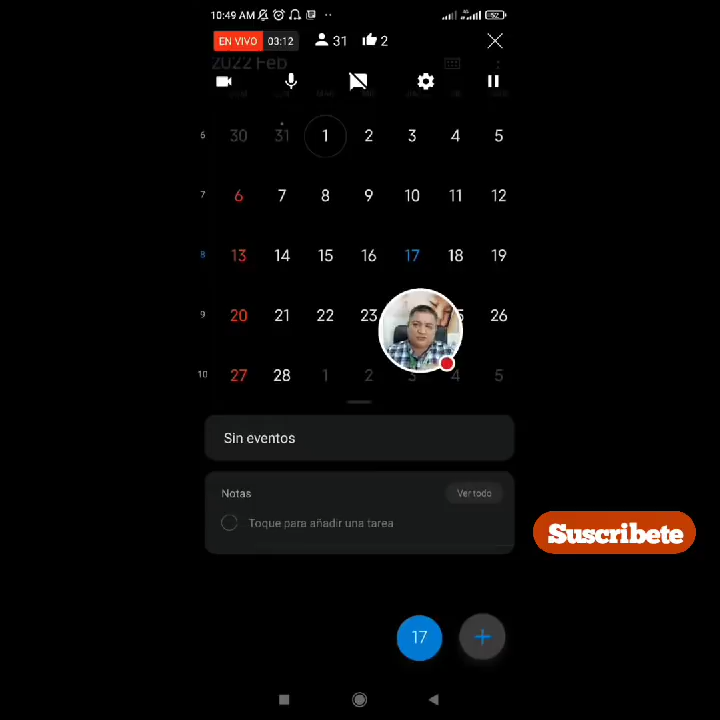 10:49 AM
EN VIVO 03:12 31 2
2022 Feb
6 30 31 1 2 3 4 5
7 6 7 8 9 10 11 12
8 13 14 15 16 17 18 19
9 20 21 22 23 26
10 27 28 1 2 3 4 5
Sin eventos
Notas Ver todo
Toque para añadir una tarea
Suscribete
17